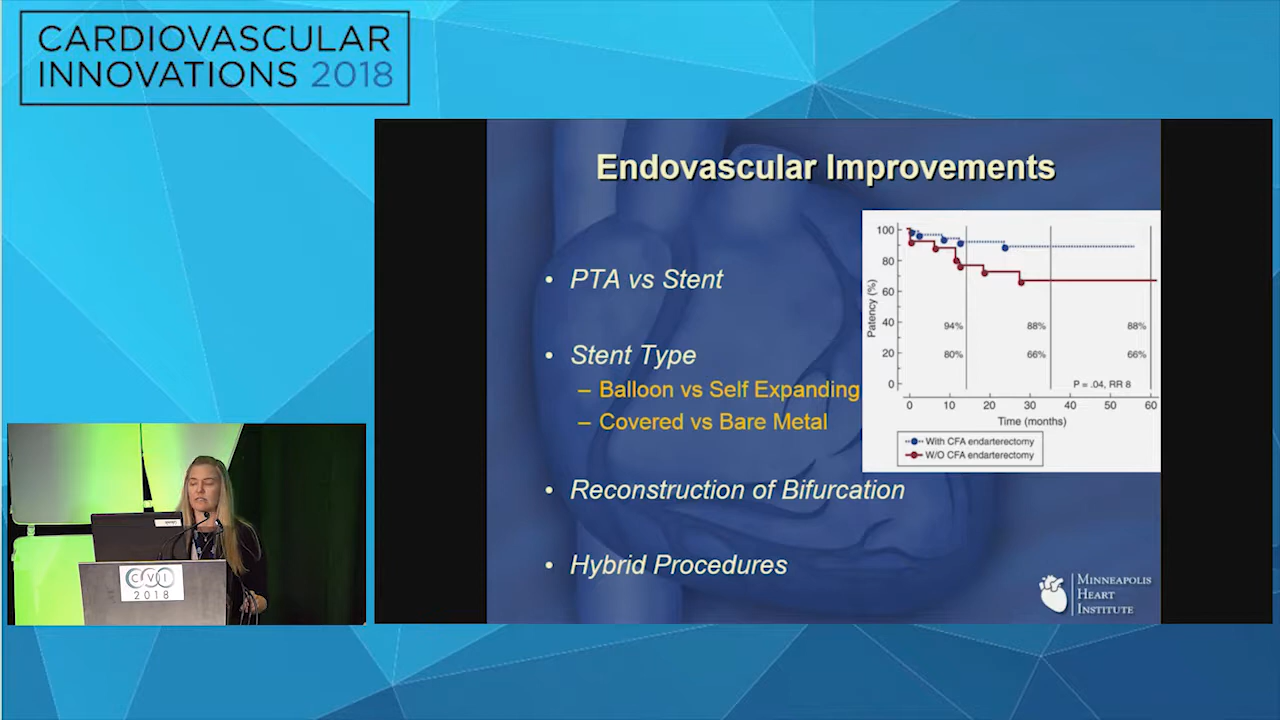 CARDIOVASCULAR
INNOVATIONS 2018
Endovascular Improvements
• PTA vs Stent
• Stent Type
– Balloon vs Self Expanding
– Covered vs Bare Metal
• Reconstruction of Bifurcation
• Hybrid Procedures
100
80
60
40
20
0
Patency (%)
94% 88% 88%
80% 66% 66%
P = .04, RR 8
0 10 20 30 40 50 60
Time (months)
With CFA endarterectomy
W/O CFA endarterectomy
MINNEAPOLIS
HEART
INSTITUTE
CVI
2018